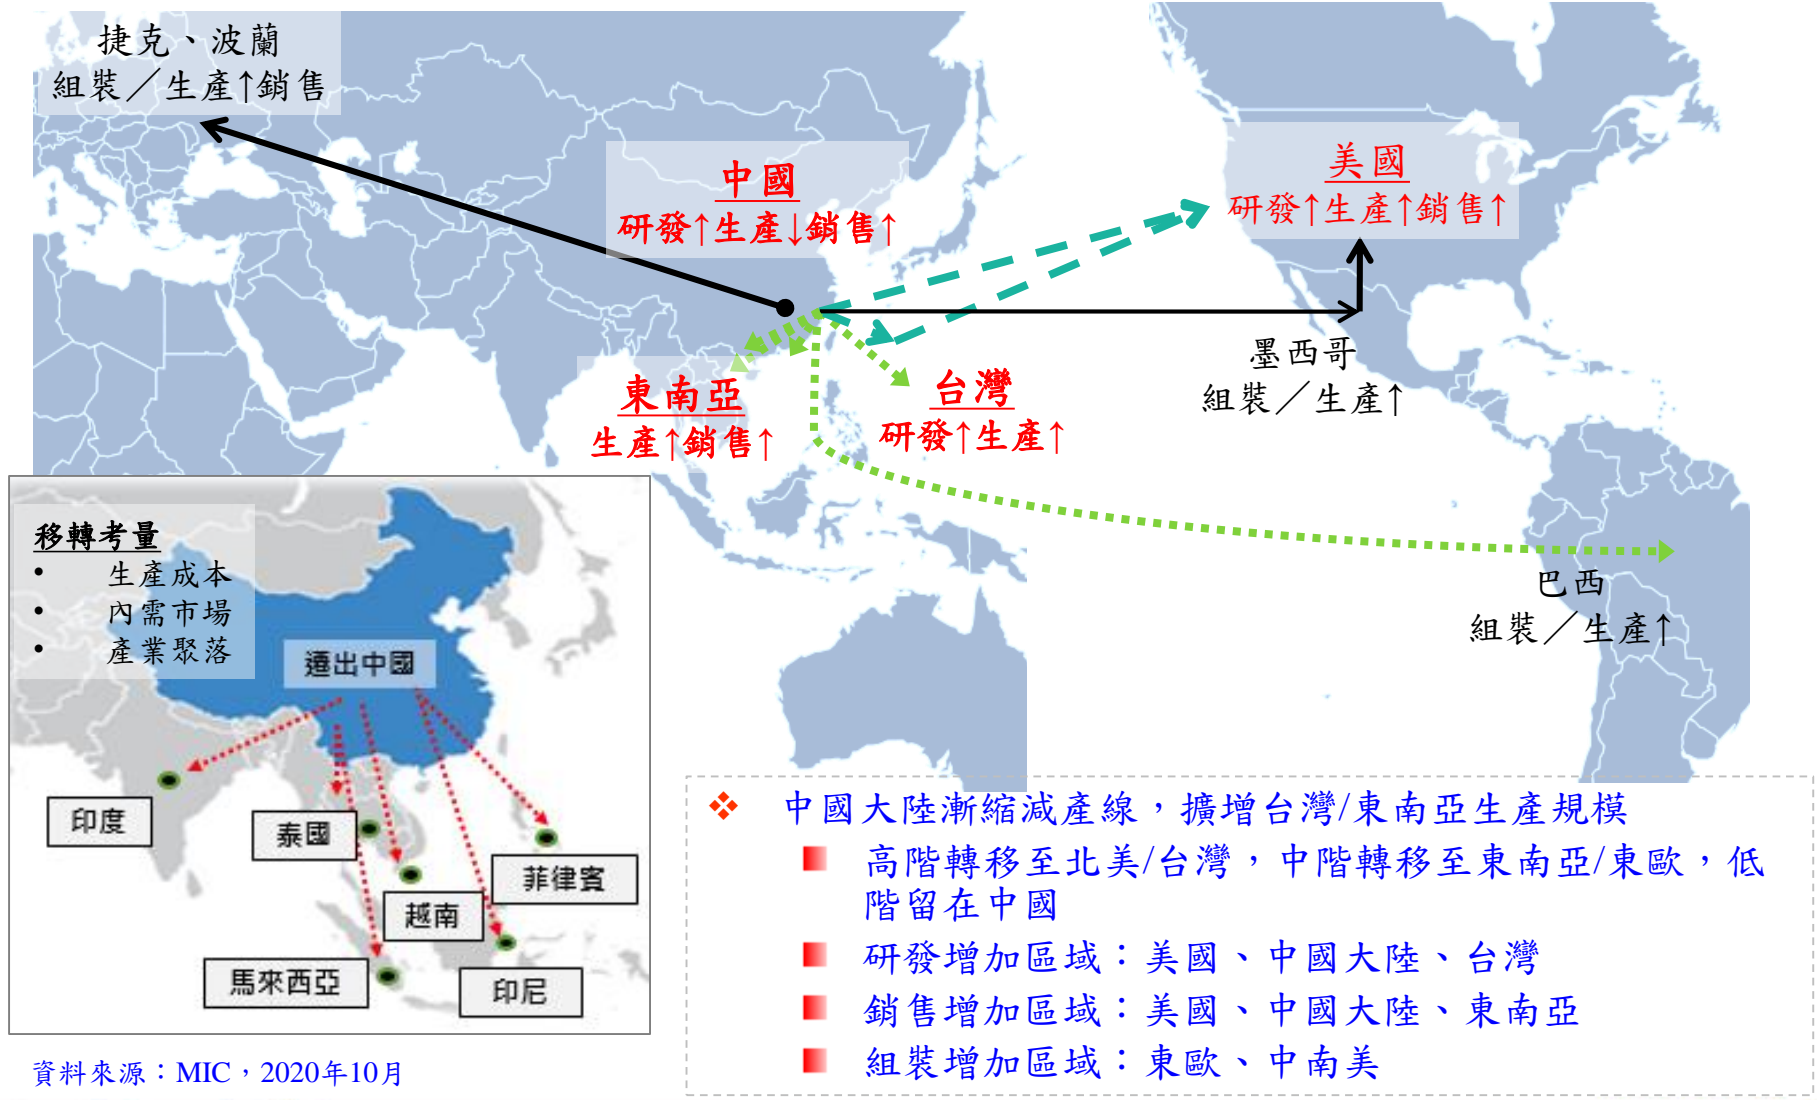 捷克、波蘭
組裝／生產↑銷售
中國
研發↑生產↓銷售↑
美國
研發↑生產↑銷售↑
墨西哥
組裝／生產↑
東南亞
生產↑銷售↑
台灣
研發↑生產↑
巴西
組裝／生產↑
移轉考量
• 生產成本
• 內需市場
• 產業聚落
遷出中國
印度
泰國
菲律賓
越南
馬來西亞
印尼
中國大陸漸縮減產線，擴增台灣/東南亞生產規模
高階轉移至北美/台灣，中階轉移至東南亞/東歐，低
階留在中國
研發增加區域：美國、中國大陸、台灣
銷售增加區域：美國、中國大陸、東南亞
組裝增加區域：東歐、中南美
資料來源：MIC，2020年10月